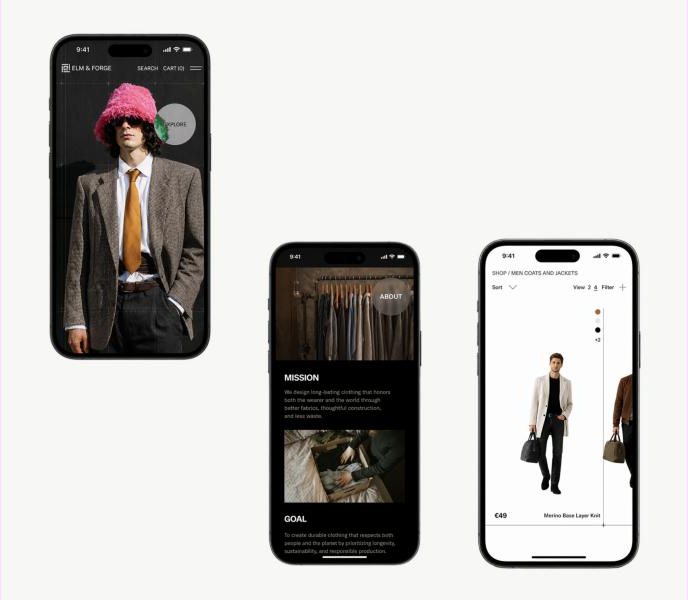 9:41
ELM & FORGE
SEARCH CART (0)
XPLORE
9:41
ABOUT
MISSION
We design long-lasting clothing that honors
both the wearer and the world through
better fabrics, thoughtful construction,
and less waste.
GOAL
To create durable clothing that respects both
people and the planet by prioritizing longevity,
sustainability, and responsible production.
9:41
SHOP / MEN COATS AND JACKETS
Sort
View 2 4 Filter
+3
€49
Merino Base Layer Knit